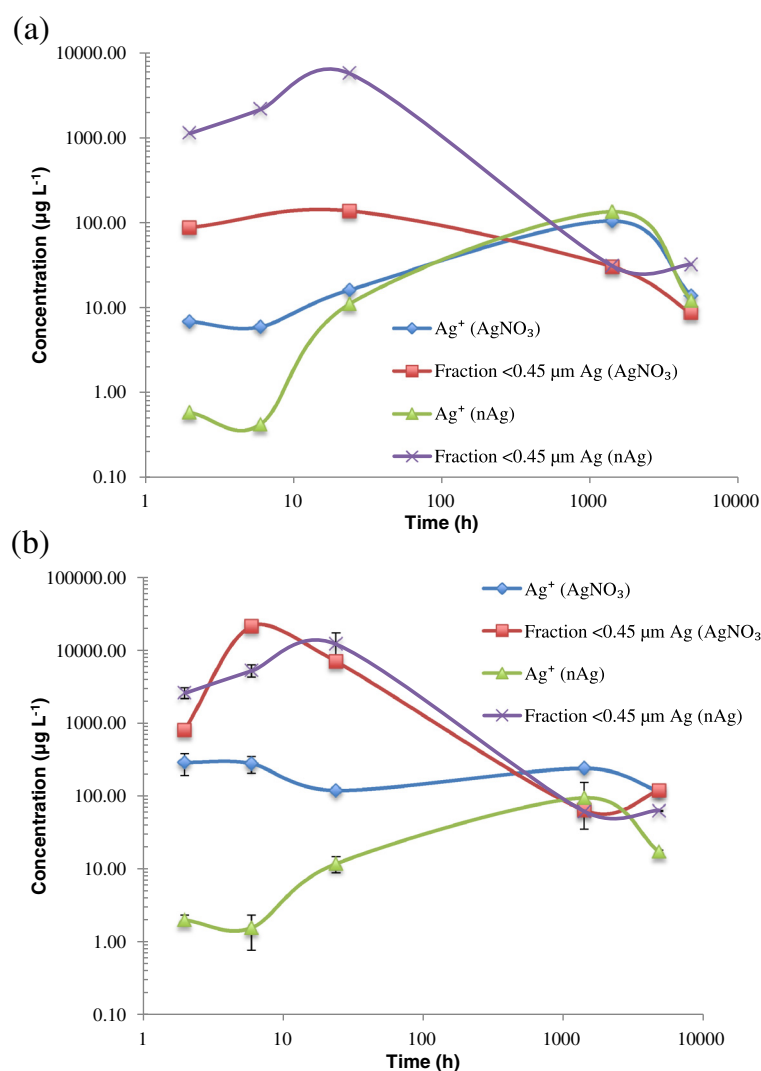 (a)
10000.00
1000.00
100.00
10.00
1.00
0.10
Concentration (µg L⁻¹)
Ag⁺ (AgNO₃)
Fraction <0.45 µm Ag (AgNO₃)
Ag⁺ (nAg)
Fraction <0.45 µm Ag (nAg)
1 10 100 1000 10000
Time (h)
(b)
100000.00
10000.00
1000.00
100.00
10.00
1.00
0.10
Concentration (µg L⁻¹)
Ag⁺ (AgNO₃)
Fraction <0.45 µm Ag (AgNO₃
Ag⁺ (nAg)
Fraction <0.45 µm Ag (nAg)
1 10 100 1000 10000
Time (h)